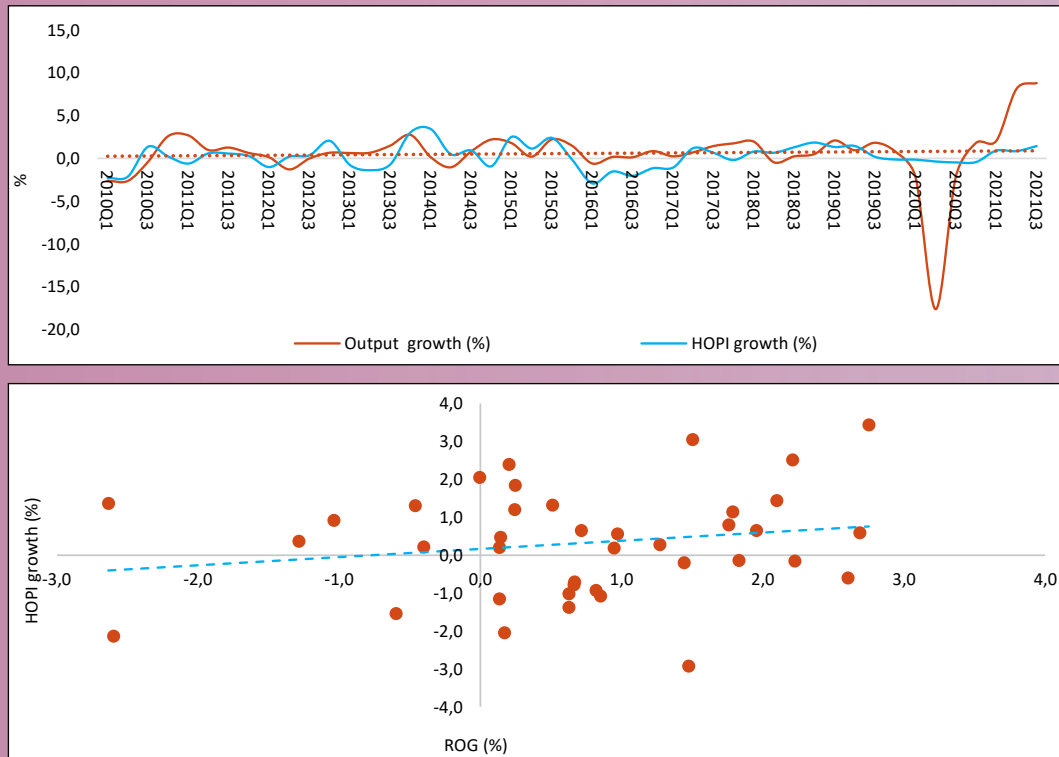 15,0
10,0
5,0
0,0
-5,0
-10,0
-15,0
-20,0
%
2010Q1
2010Q3
2011Q1
2011Q3
2012Q1
2012Q3
2013Q1
2013Q3
2014Q1
2014Q3
2015Q1
2015Q3
2016Q1
2016Q3
2017Q1
2017Q3
2018Q1
2018Q3
2019Q1
2019Q3
2020Q1
2020Q3
2021Q1
2021Q3
Output growth (%)
HOPI growth (%)
4,0
3,0
2,0
1,0
0,0
-1,0
-2,0
-3,0
-4,0
-3,0
-2,0
-1,0
0,0
1,0
2,0
3,0
4,0
HOPI growth (%)
ROG (%)